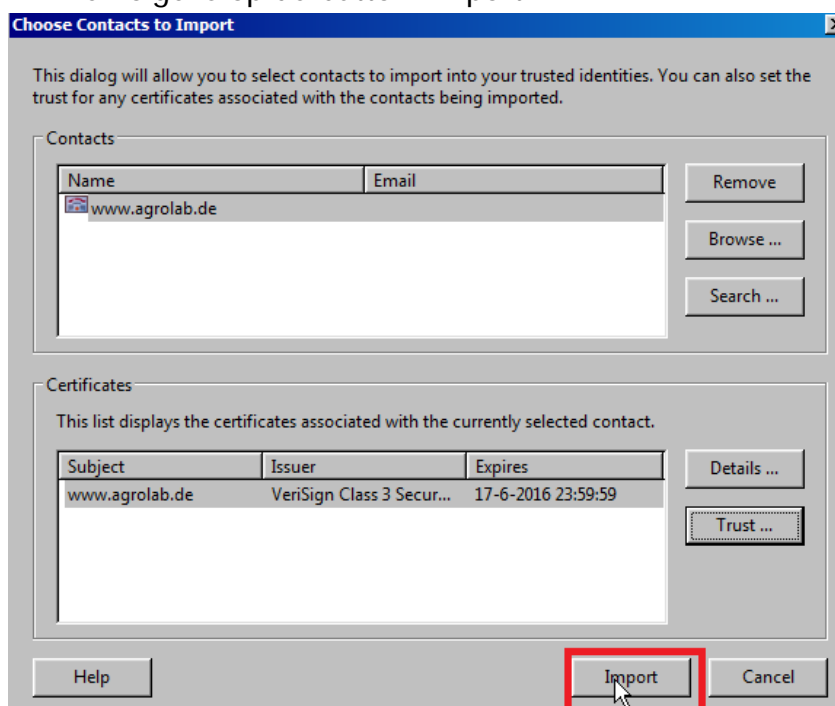 Choose Contacts to Import
This dialog will allow you to select contacts to import into your trusted identities. You can also set the
trust for any certificates associated with the contacts being imported.
Contacts
Name Email
www.agrolab.de
Remove
Browse ...
Search ...
Certificates
This list displays the certificates associated with the currently selected contact.
Subject Issuer Expires
www.agrolab.de VeriSign Class 3 Secur... 17-6-2016 23:59:59
Details ...
Trust ...
Help Import Cancel